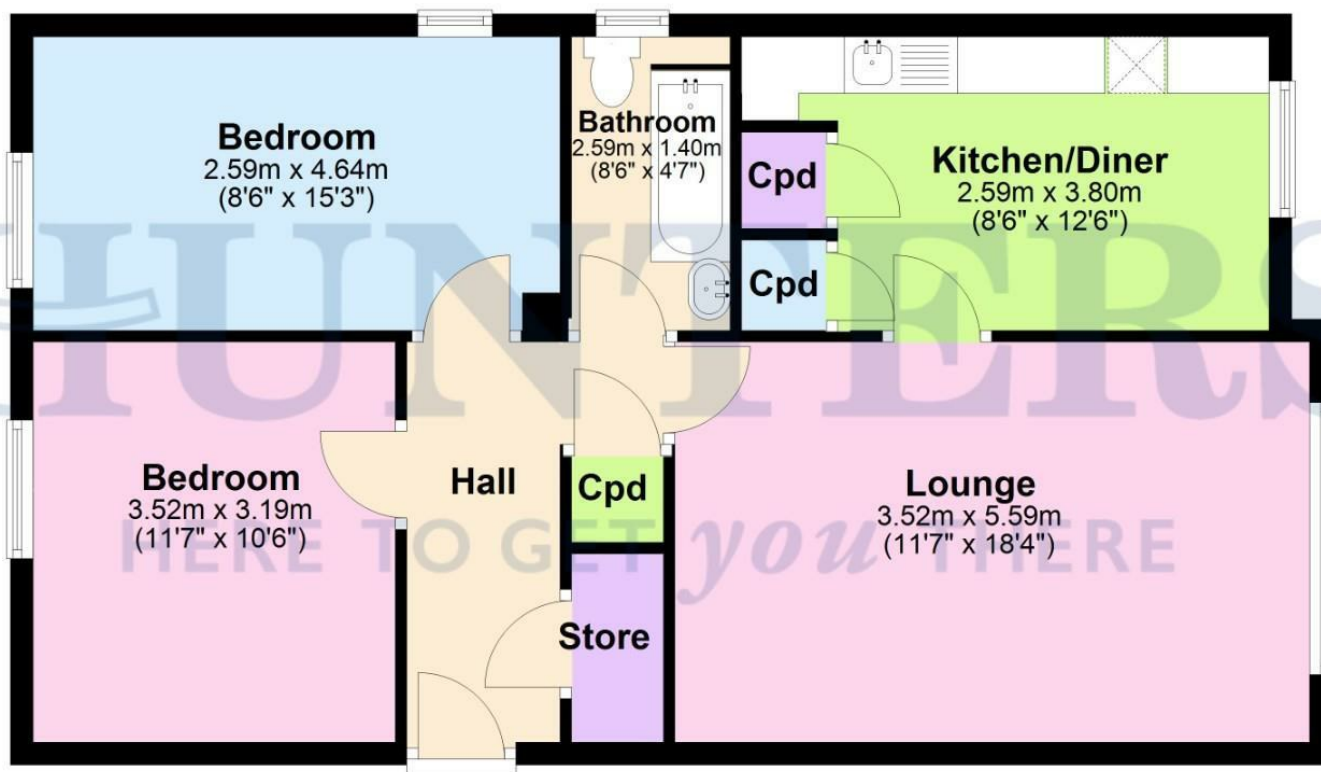 Bedroom
2.59m x 4.64m
(8'6" x 15'3")
Bathroom
2.59m x 1.40m
(8'6" x 4'7")
Cpd
Kitchen/Diner
2.59m x 3.80m
(8'6" x 12'6")
Cpd
HUNTERS
Bedroom
3.52m x 3.19m
(11'7" x 10'6")
Hall
Cpd
Lounge
3.52m x 5.59m
(11'7" x 18'4")
HERE TO GET you THERE
Store